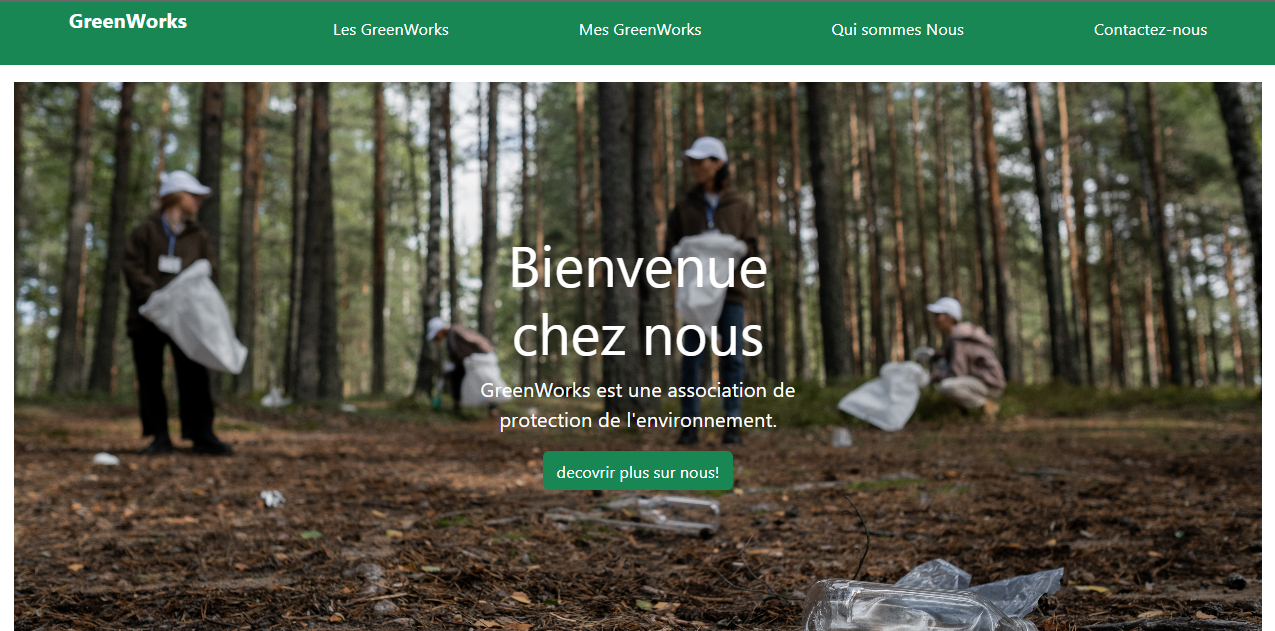 GreenWorks
Les GreenWorks
Mes GreenWorks
Qui sommes Nous
Contactez-nous
Bienvenue
chez nous
GreenWorks est une association de
protection de l'environnement.
decovrir plus sur nous!